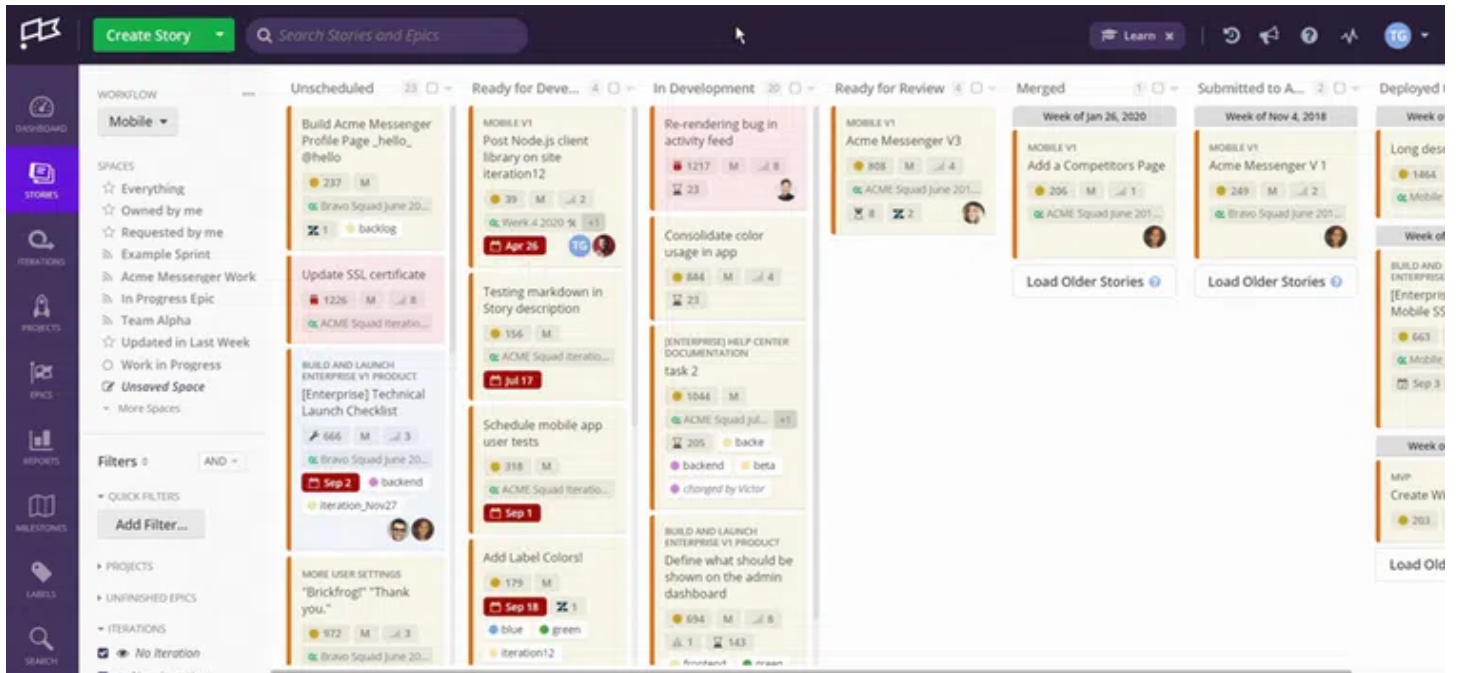 Create Story
Search Stories and Epics
Learn x
TG
DASHBOARD
STORIES
ITERATIONS
PROJECTS
EPICS
REPORTS
MILESTONES
LABELS
SEARCH
WORKFLOW
Mobile
SPACES
Everything
Owned by me
Requested by me
Example Sprint
Acme Messenger Work
In Progress Epic
Team Alpha
Updated in Last Week
Work in Progress
Unsaved Space
More Spaces
Filters
AND
QUICK FILTERS
Add Filter...
PROJECTS
UNFINISHED EPICS
ITERATIONS
No Iteration
Unscheduled 23
Build Acme Messenger
Profile Page _hello_
@hello
237 M
Bravo Squad June 20...
1 backlog
Update SSL certificate
1226 M 8
ACME Squad Iteratio...
BUILD AND LAUNCH
ENTERPRISE V1 PRODUCT
[Enterprise] Technical
Launch Checklist
666 M 3
Bravo Squad June 20...
Sep 2 backend
Iteration_Nov27
MORE USER SETTINGS
"Brickfrog!" "Thank
you."
972 M 3
Bravo Squad June 20...
Ready for Deve... 4
MOBILE V1
Post Node.js client
library on site
iteration12
39 M 2
Week 4 2020 +1
Apr 26 TG
Testing markdown in
Story description
156 M
ACME Squad Iteratio...
Jul 17
Schedule mobile app
user tests
318 M
ACME Squad Iteratio...
Sep 1
Add Label Colors!
179 M
Sep 18 1
blue green
iteration12
In Development 20
Re-rendering bug in
activity feed
1217 M 8
23
Consolidate color
usage in app
844 M 4
23
[ENTERPRISE] HELP CENTER
DOCUMENTATION
task 2
1044 M
ACME Squad Jul... +1
205 backe
backend beta
changed by Victor
BUILD AND LAUNCH
ENTERPRISE V1 PRODUCT
Define what should be
shown on the admin
dashboard
694 M 8
1 143
frontend green
Ready for Review 4
MOBILE V1
Acme Messenger V3
808 M 4
ACME Squad June 201...
8 2
Merged 1
Week of Jan 26, 2020
MOBILE V1
Add a Competitors Page
206 M 1
ACME Squad June 201...
Load Older Stories
Submitted to A... 2
Week of Nov 4, 2018
MOBILE V1
Acme Messenger V 1
249 M 2
Bravo Squad June 201...
Load Older Stories
Deployed
Week o
Long des
1464
Mobile
Week of
BUILD AND
ENTERPRIS
[Enterpris
Mobile SS
663
Mobile
Sep 3
Week o
MVP
Create Wi
203
Load Old